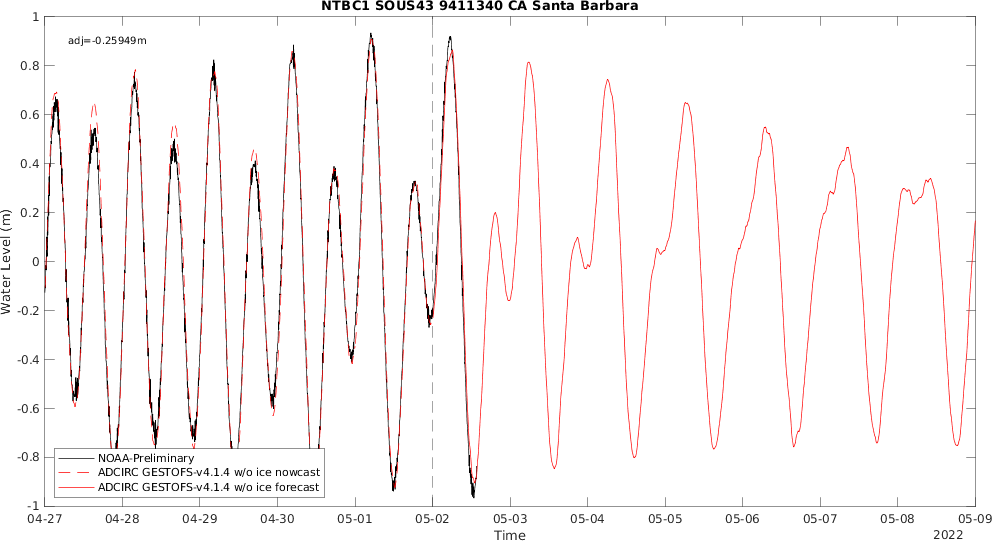 NTBC1 SOUS43 9411340 CA Santa Barbara
adj=-0.25949m
Water Level (m)
1
0.8
0.6
0.4
0.2
0
-0.2
-0.4
-0.6
-0.8
-1
NOAA-Preliminary
ADCIRC GESTOFS-v4.1.4 w/o ice nowcast
ADCIRC GESTOFS-v4.1.4 w/o ice forecast
04-27 04-28 04-29 04-30 05-01 05-02 05-03 05-04 05-05 05-06 05-07 05-08 05-09
Time
2022